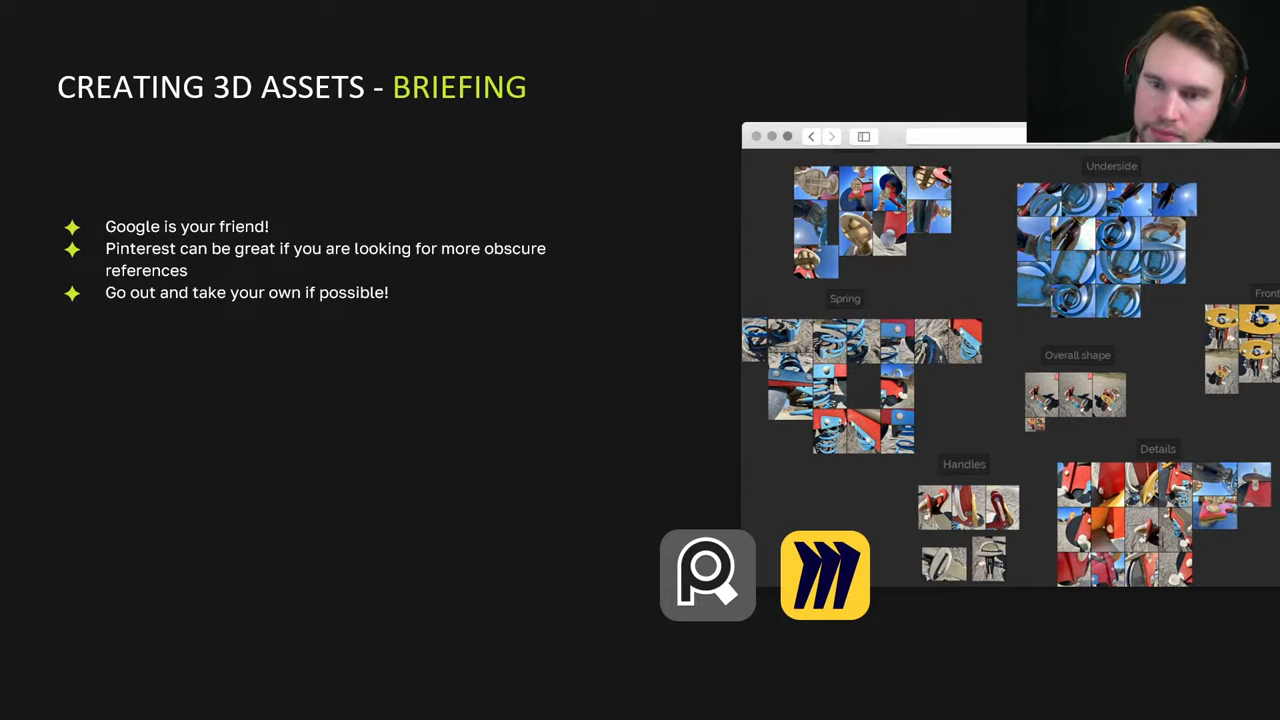 CREATING 3D ASSETS - BRIEFING
Google is your friend!
Pinterest can be great if you are looking for more obscure
references
Go out and take your own if possible!
Underside
Spring
Front
Overall shape
Details
Handles